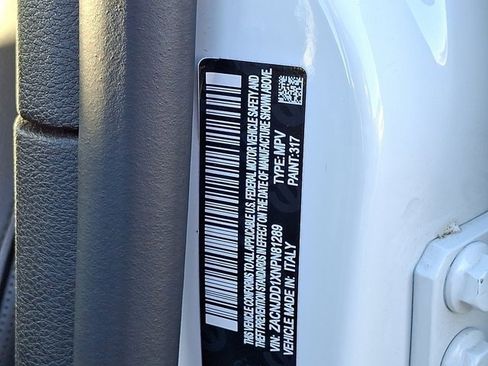 THIS VEHICLE CONFORMS TO ALL APPLICABLE U.S. FEDERAL MOTOR VEHICLE SAFETY AND
THEFT PREVENTION STANDARDS IN EFFECT ON THE DATE OF MANUFACTURE SHOWN ABOVE.
VIN: ZACNJDD1XNPN81289 TYPE: MPV
VEHICLE MADE IN: ITALY PAINT: 317